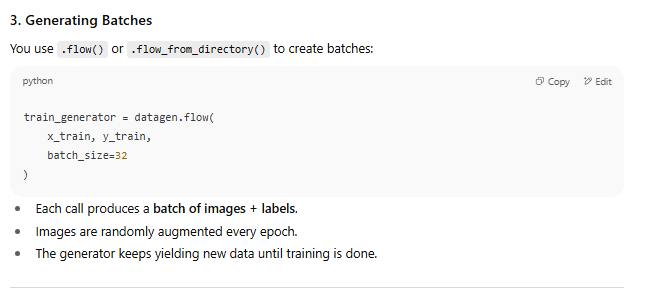 3. Generating Batches
You use .flow() or .flow_from_directory() to create batches:
python
Copy
Edit
train_generator = datagen.flow(
    x_train, y_train,
    batch_size=32
)
• Each call produces a batch of images + labels.
• Images are randomly augmented every epoch.
• The generator keeps yielding new data until training is done.